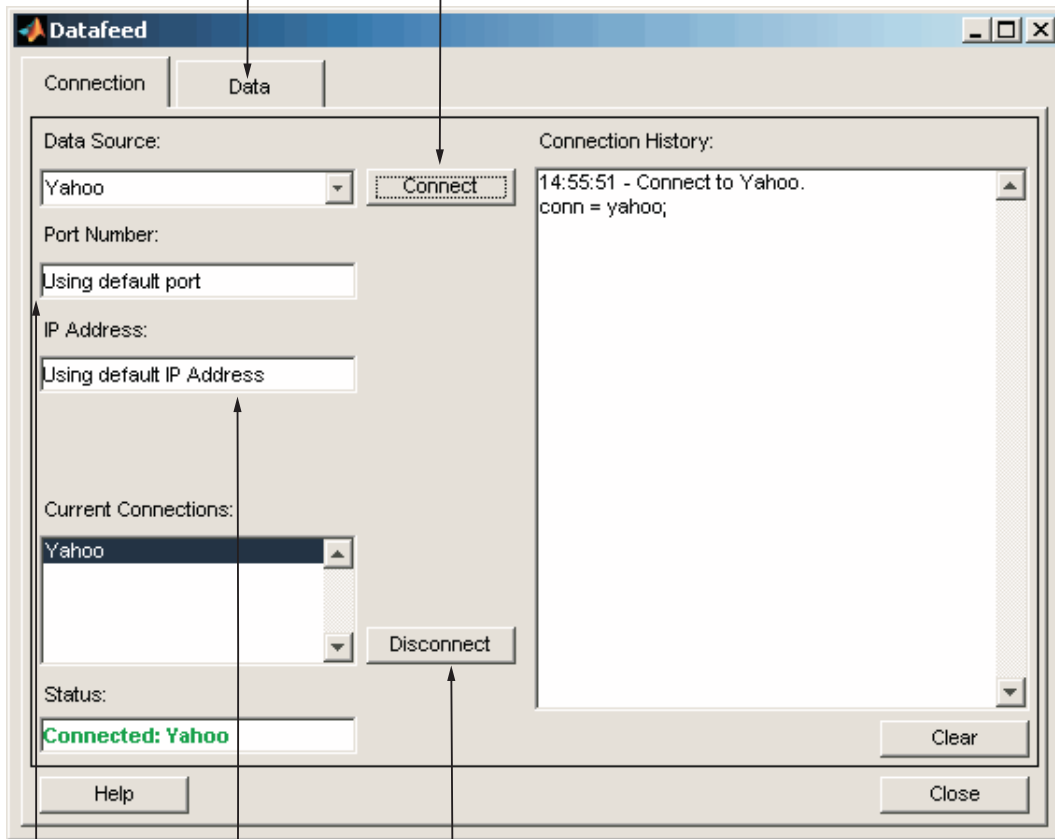 Datafeed
Connection
Data
Data Source:
Yahoo
Connect
Port Number:
Using default port
IP Address:
Using default IP Address
Current Connections:
Yahoo
Disconnect
Status:
Connected: Yahoo
Connection History:
14:55:51 - Connect to Yahoo.
conn = yahoo;
Clear
Help
Close